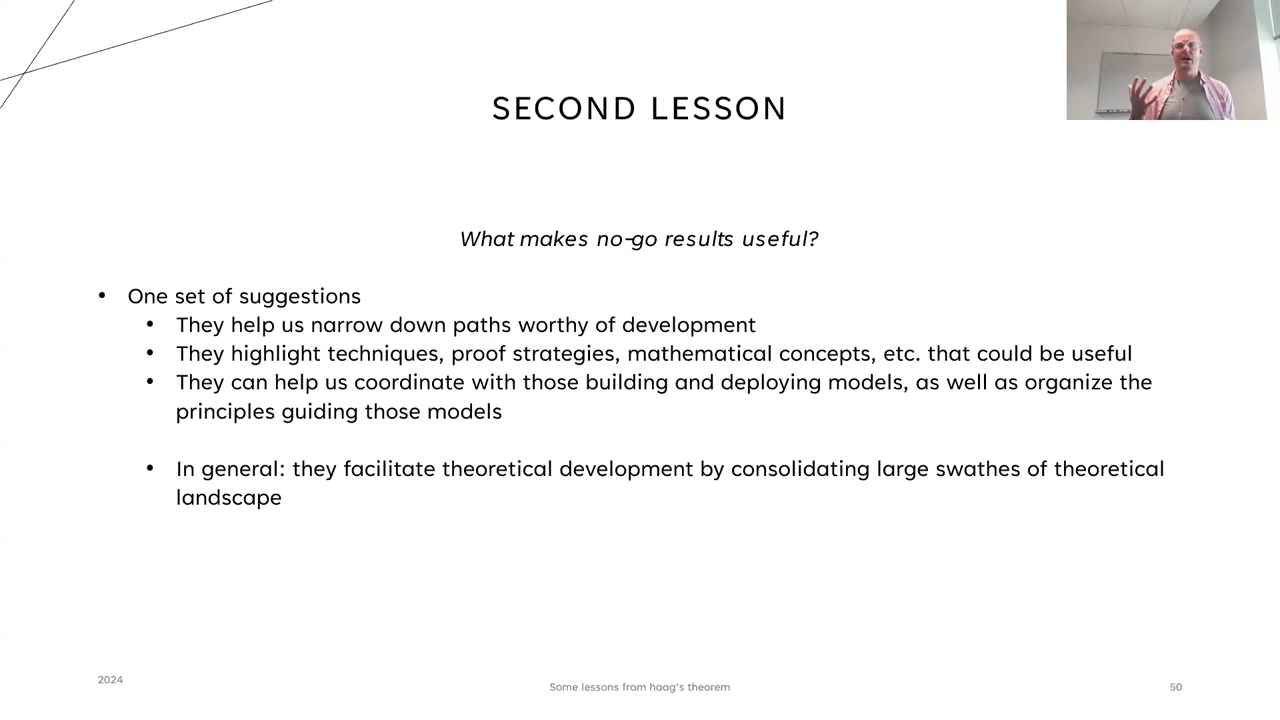 SECOND LESSON
What makes no-go results useful?
• One set of suggestions
• They help us narrow down paths worthy of development
• They highlight techniques, proof strategies, mathematical concepts, etc. that could be useful
• They can help us coordinate with those building and deploying models, as well as organize the
principles guiding those models
• In general: they facilitate theoretical development by consolidating large swathes of theoretical
landscape
2024
Some lessons from haag's theorem
50